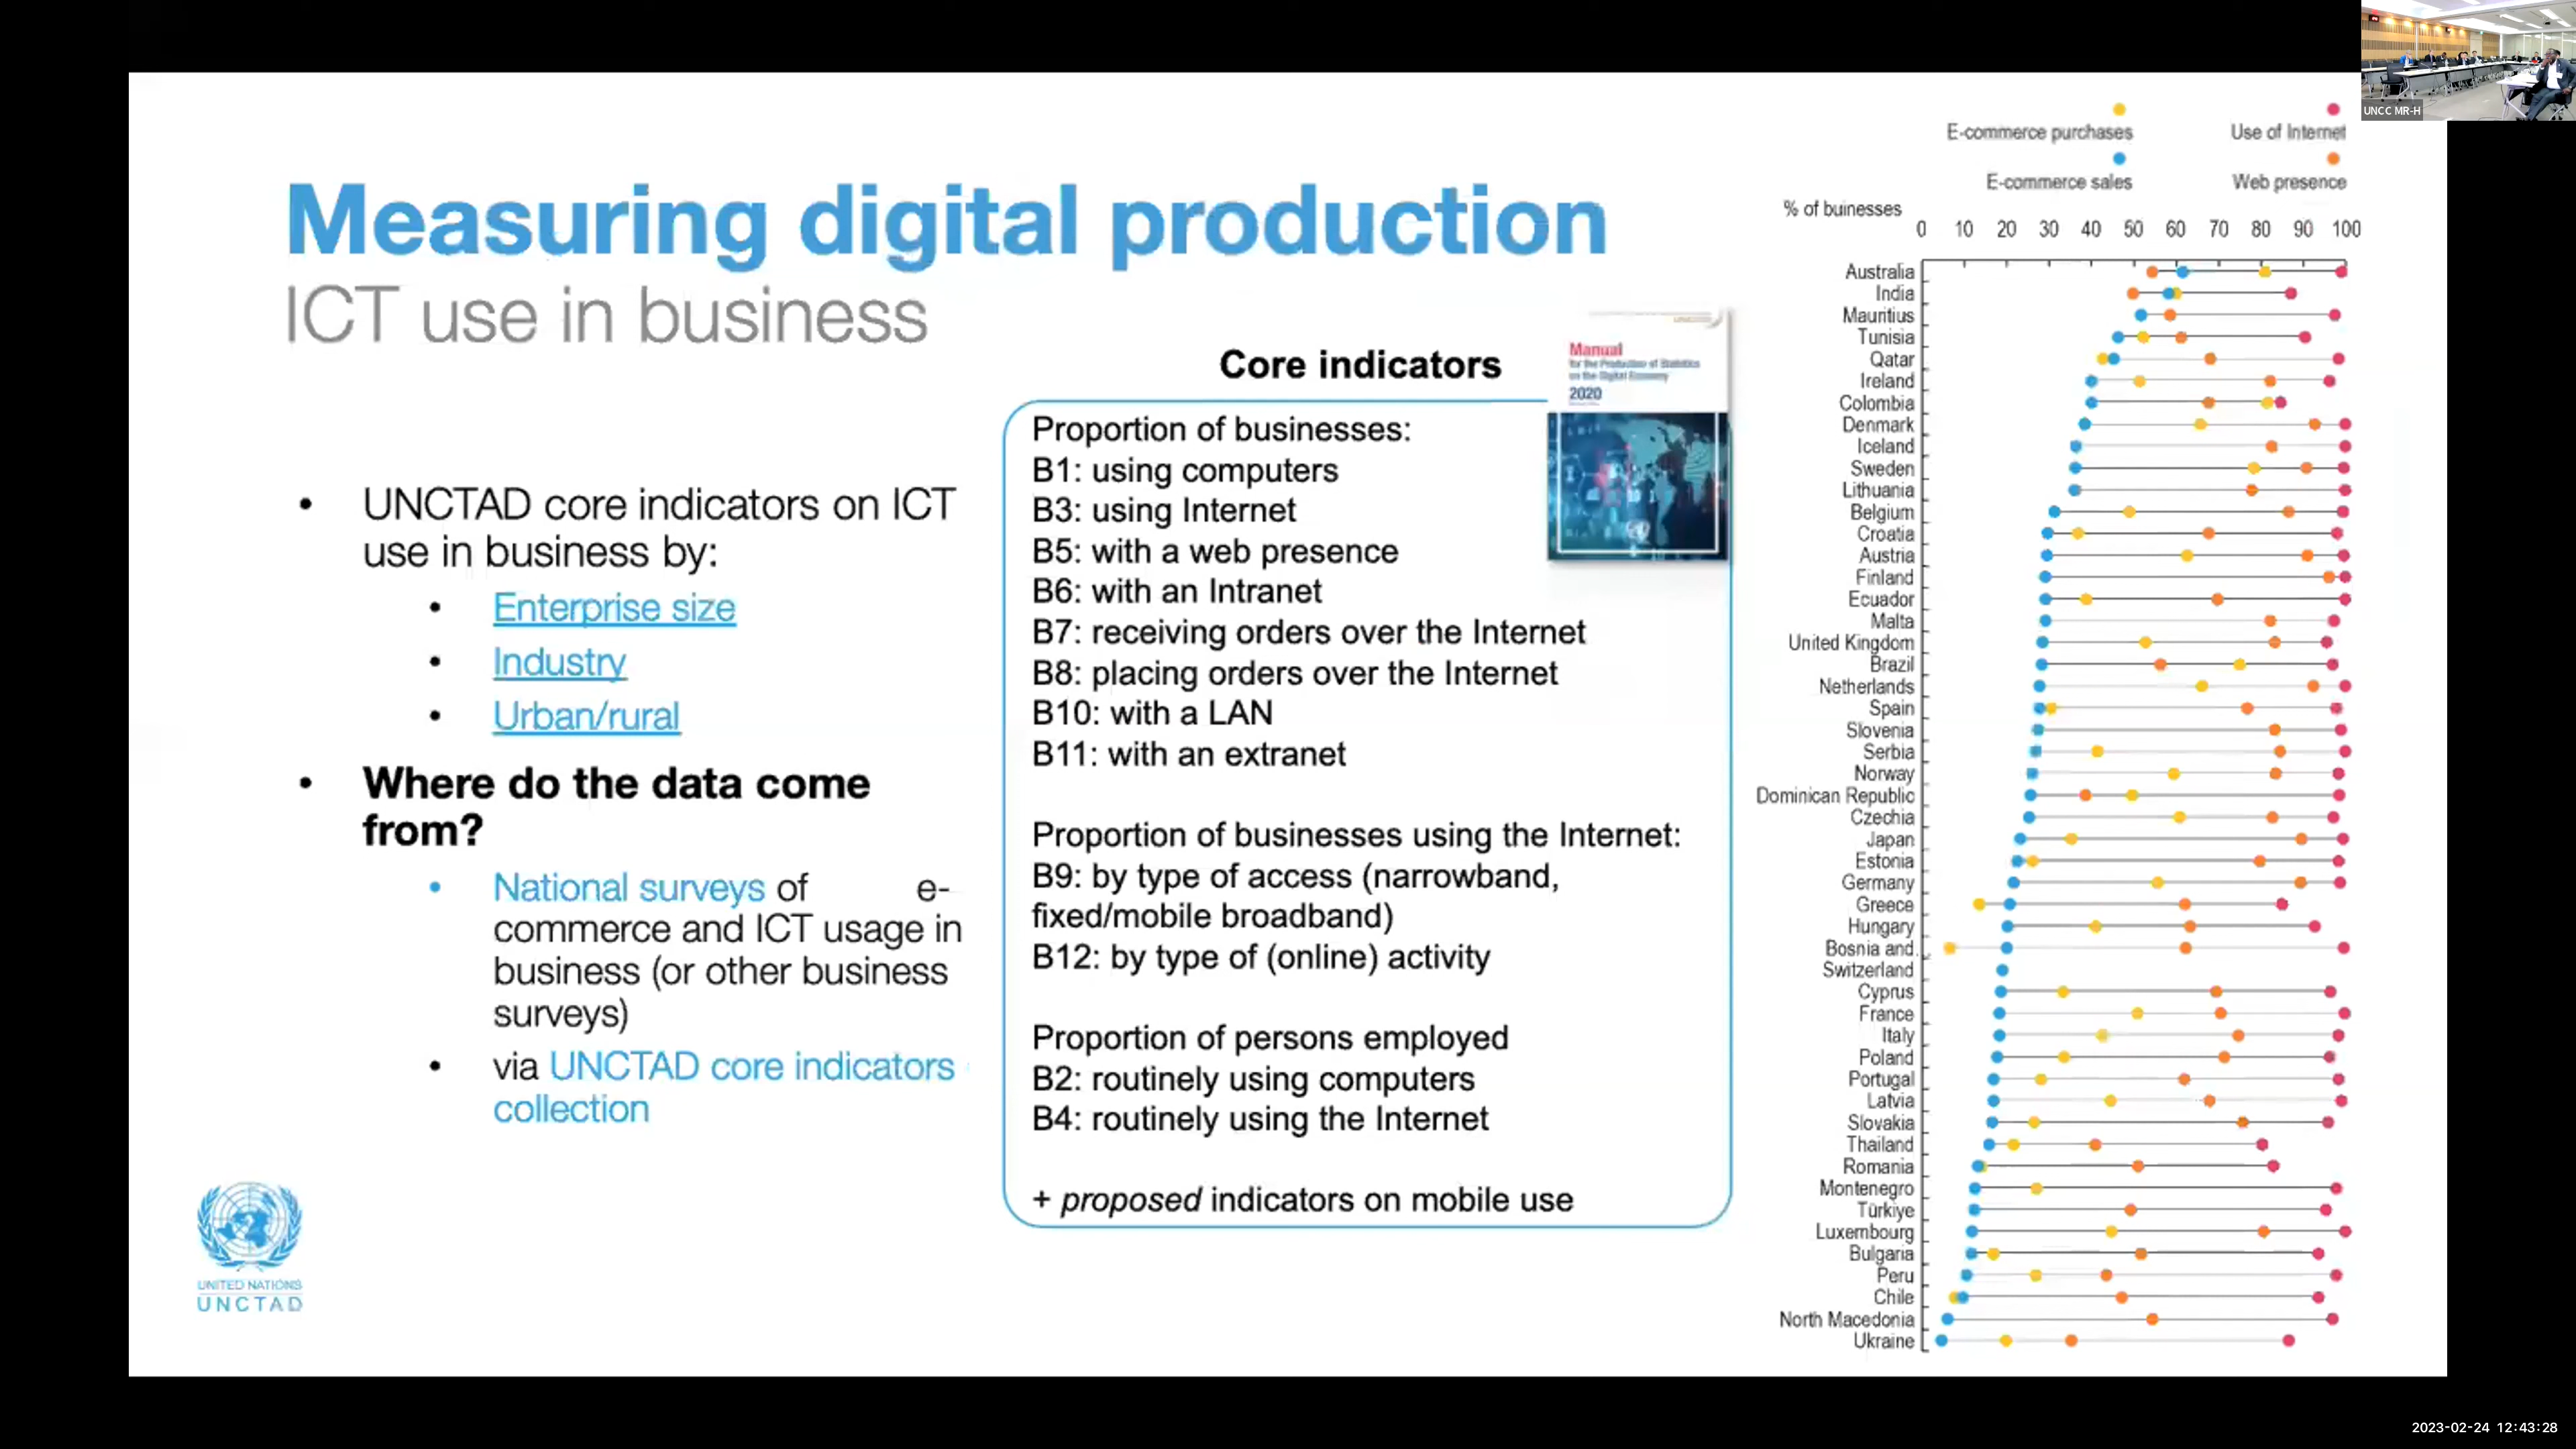 UNCC MR-H
Measuring digital production
ICT use in business
• UNCTAD core indicators on ICT
use in business by:
• Enterprise size
• Industry
• Urban/rural
• Where do the data come
from?
• National surveys of e-
commerce and ICT usage in
business (or other business
surveys)
• via UNCTAD core indicators
collection
UNITED NATIONS
UNCTAD
Core indicators
Manual
for the Production of Statistics
on the Digital Economy
2020
Proportion of businesses:
B1: using computers
B3: using Internet
B5: with a web presence
B6: with an Intranet
B7: receiving orders over the Internet
B8: placing orders over the Internet
B10: with a LAN
B11: with an extranet
Proportion of businesses using the Internet:
B9: by type of access (narrowband,
fixed/mobile broadband)
B12: by type of (online) activity
Proportion of persons employed
B2: routinely using computers
B4: routinely using the Internet
+ proposed indicators on mobile use
E-commerce purchases Use of Internet
E-commerce sales Web presence
% of buinesses
0 10 20 30 40 50 60 70 80 90 100
Australia
India
Mauritius
Tunisia
Qatar
Ireland
Colombia
Denmark
Iceland
Sweden
Lithuania
Belgium
Croatia
Austria
Finland
Ecuador
Malta
United Kingdom
Brazil
Netherlands
Spain
Slovenia
Serbia
Norway
Dominican Republic
Czechia
Japan
Estonia
Germany
Greece
Hungary
Bosnia and...
Switzerland
Cyprus
France
Italy
Poland
Portugal
Latvia
Slovakia
Thailand
Romania
Montenegro
Türkiye
Luxembourg
Bulgaria
Peru
Chile
North Macedonia
Ukraine
2023-02-24 12:43:28